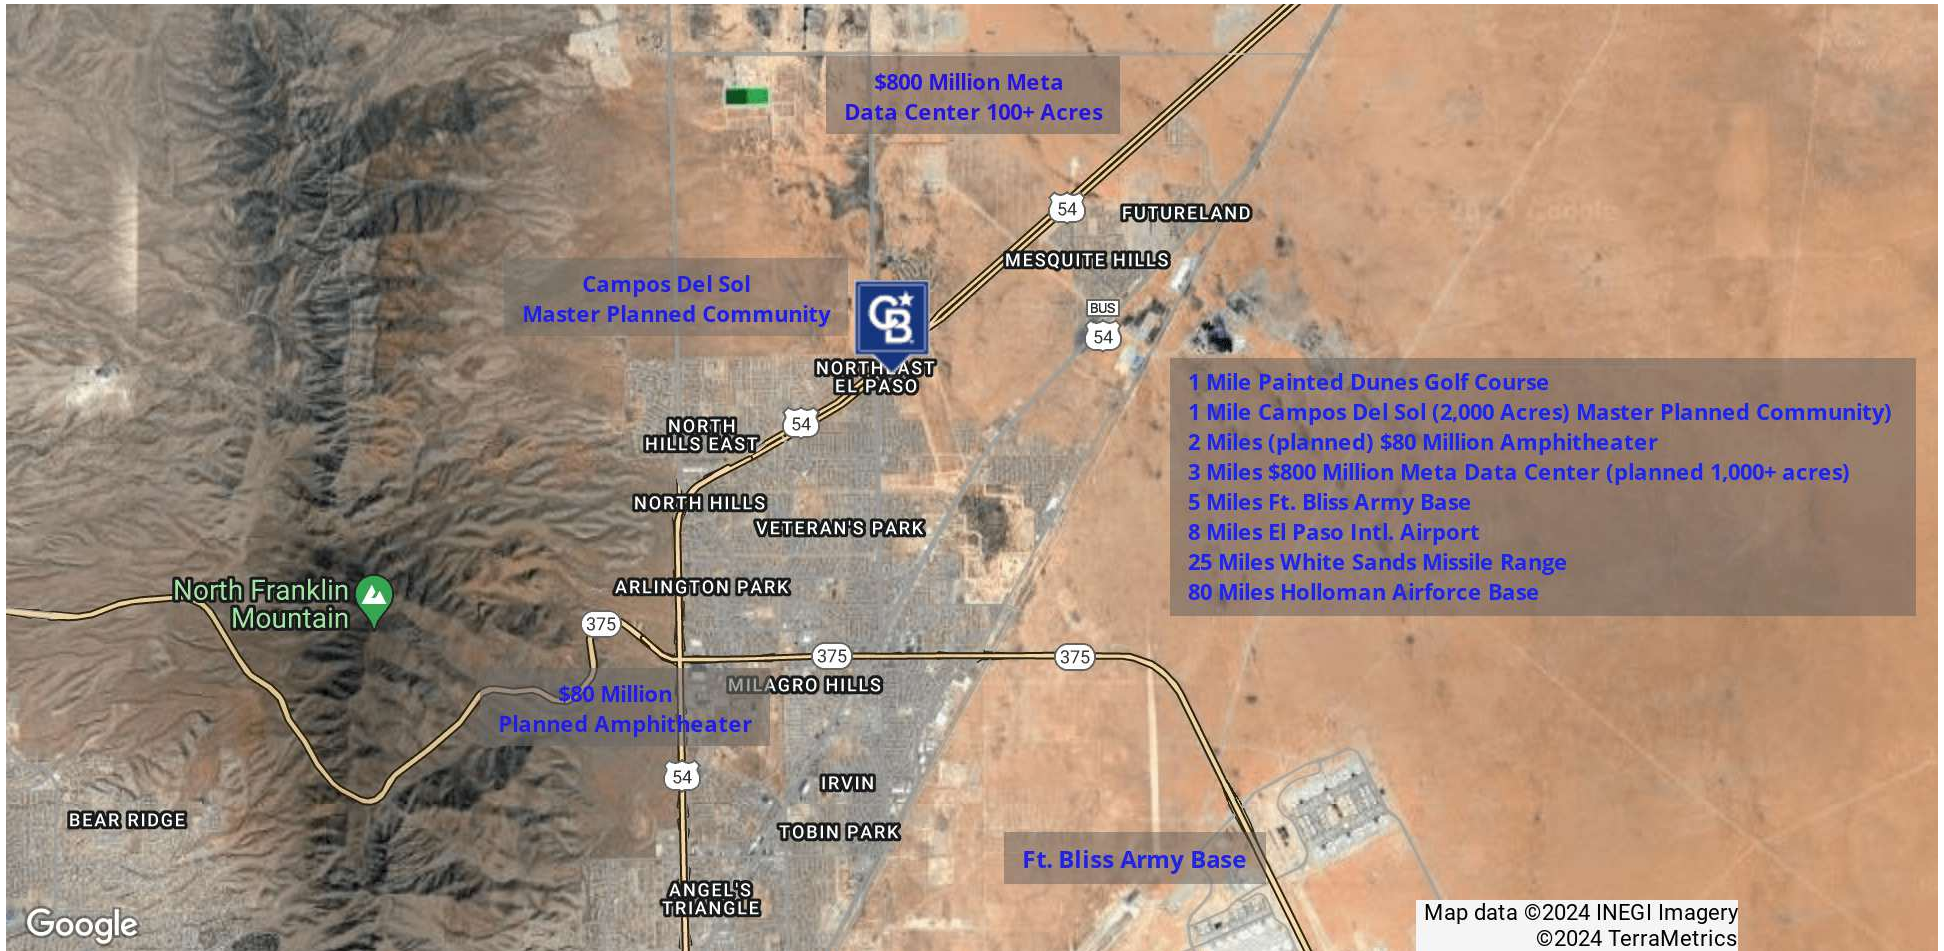 $800 Million Meta
Data Center 100+ Acres
54
FUTURELAND
MESQUITE HILLS
Campos Del Sol
Master Planned Community
CB
BUS
54
NORTHEAST
EL PASO
1 Mile Painted Dunes Golf Course
1 Mile Campos Del Sol (2,000 Acres) Master Planned Community)
2 Miles (planned) $80 Million Amphitheater
3 Miles $800 Million Meta Data Center (planned 1,000+ acres)
5 Miles Ft. Bliss Army Base
8 Miles El Paso Intl. Airport
25 Miles White Sands Missile Range
80 Miles Holloman Airforce Base
54
NORTH
HILLS EAST
NORTH HILLS
VETERAN'S PARK
ARLINGTON PARK
North Franklin
Mountain
375
375
375
MILAGRO HILLS
$80 Million
Planned Amphitheater
54
IRVIN
BEAR RIDGE
TOBIN PARK
Ft. Bliss Army Base
ANGEL'S
TRIANGLE
Google
Map data ©2024 INEGI Imagery
©2024 TerraMetrics